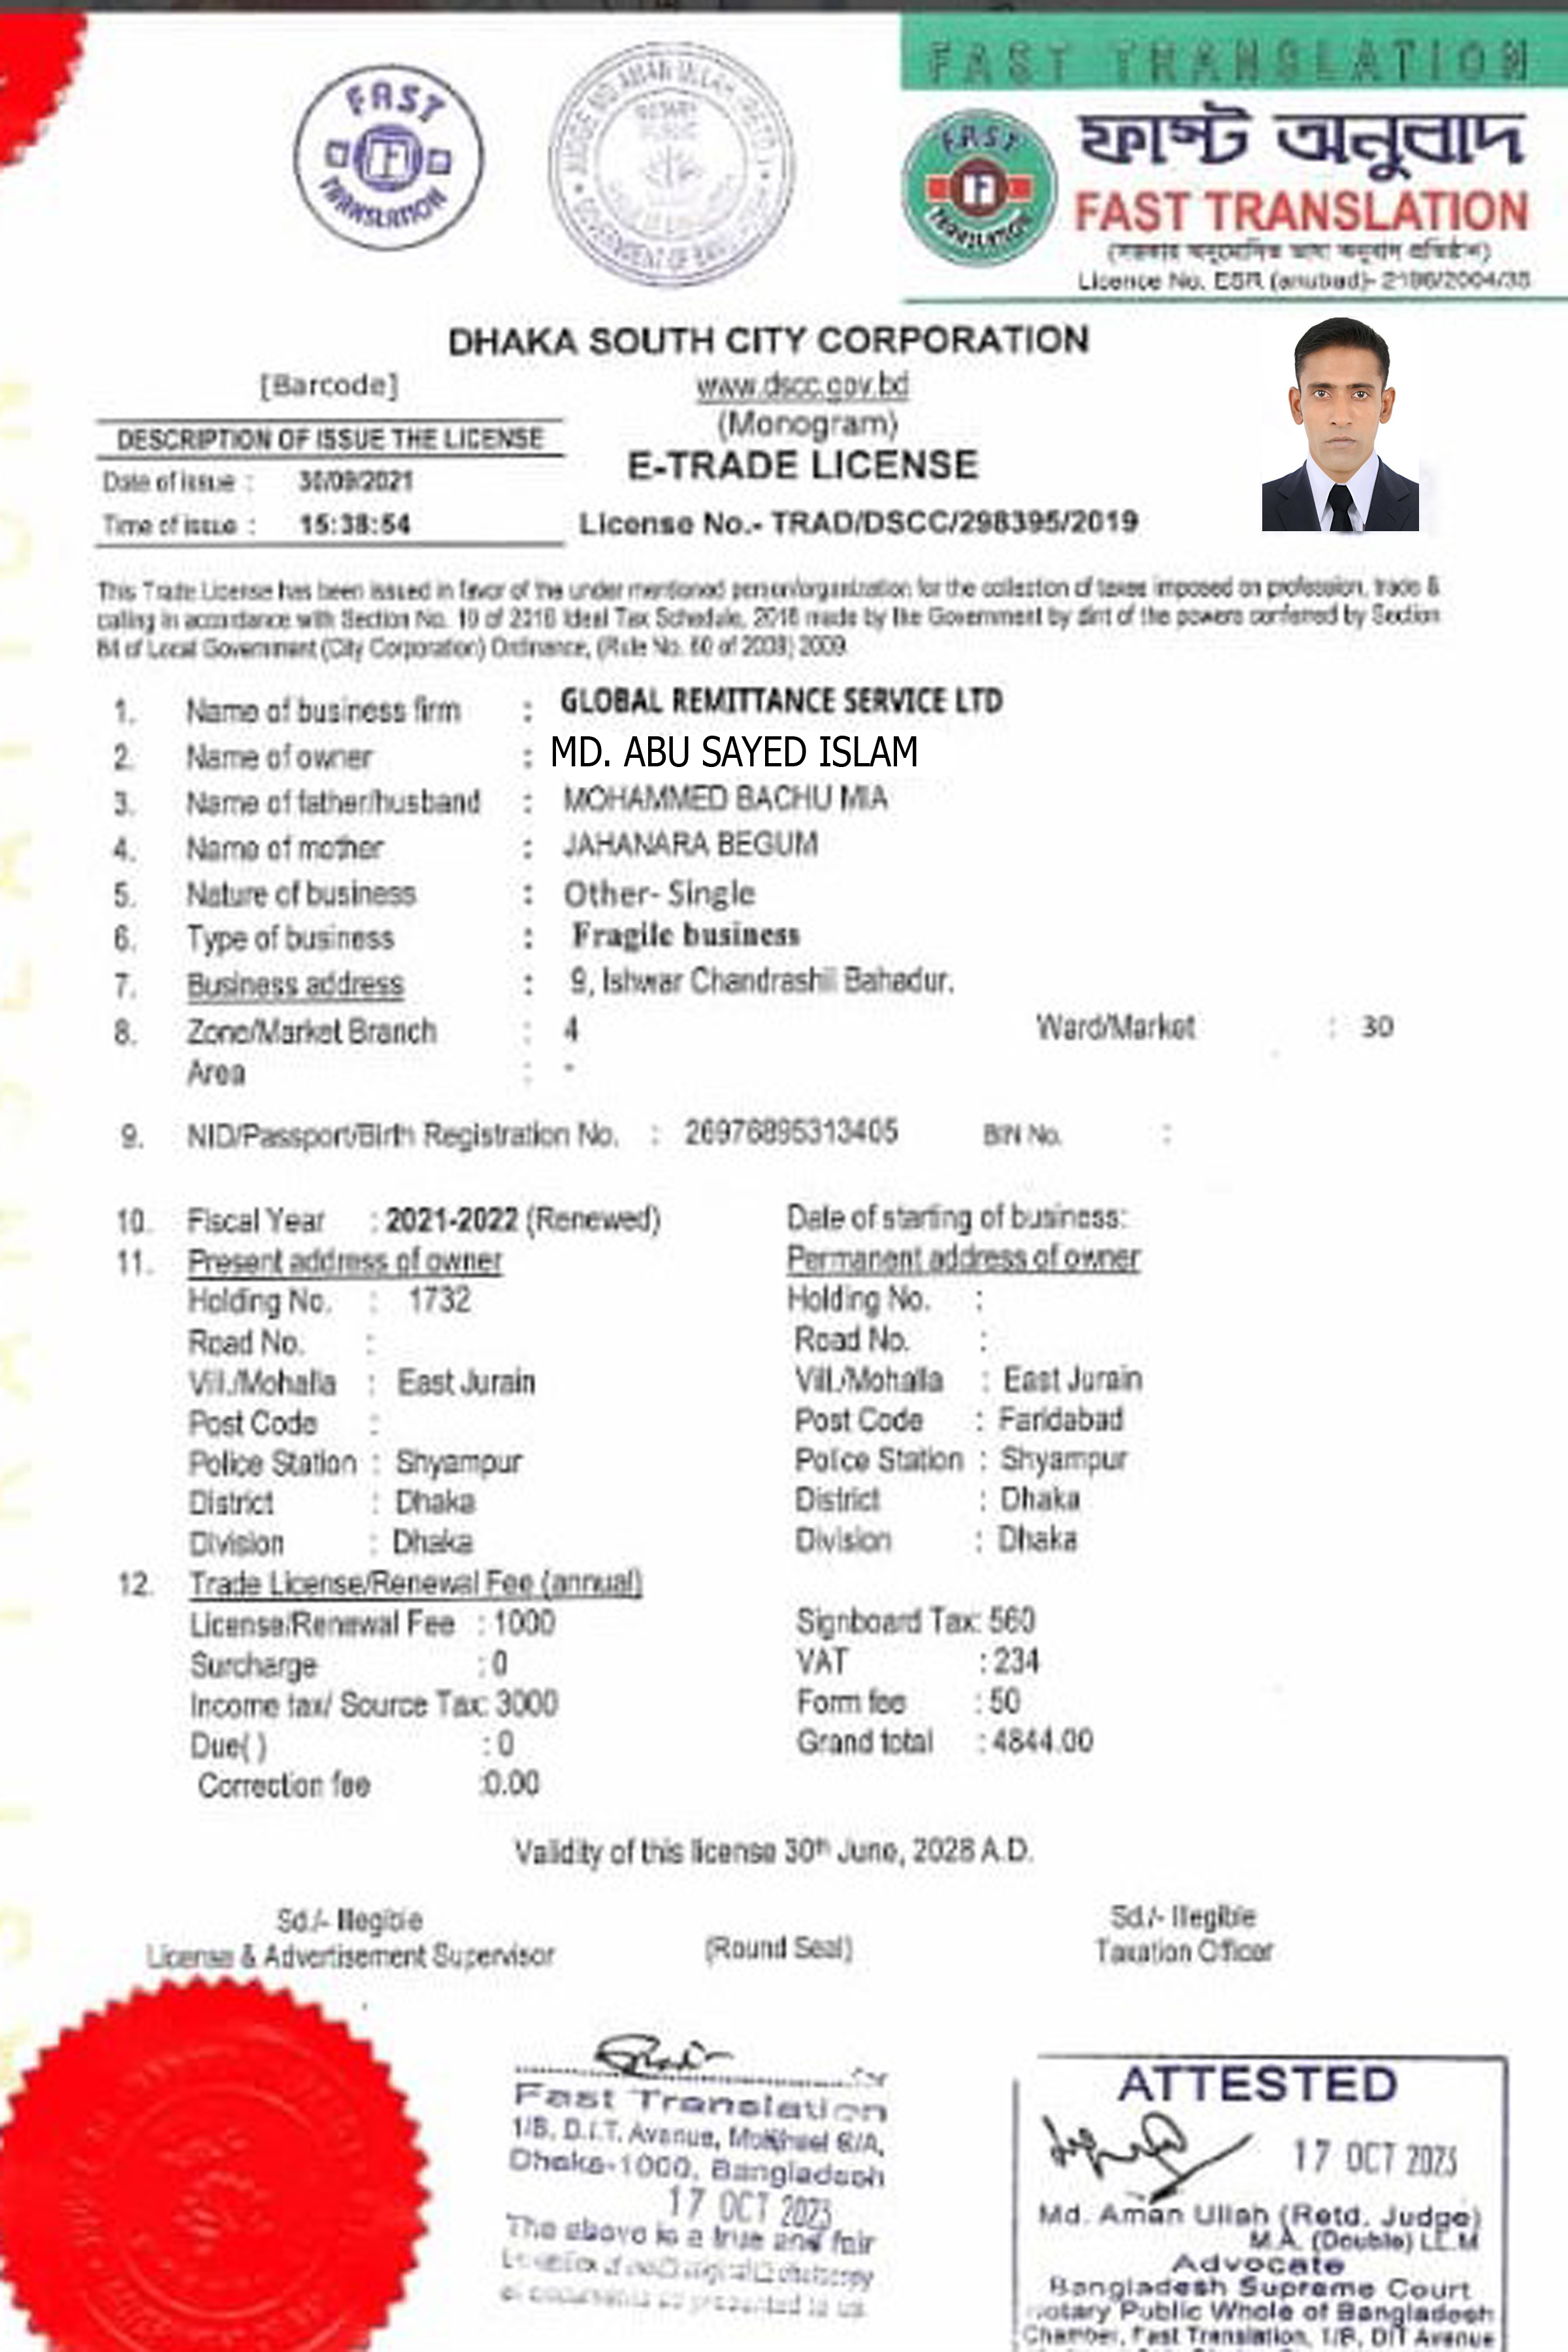 FAST TRANSLATION
FAST TRANSLATION
GOVERNMENT OF
ফাস্ট অনুবাদ
FAST TRANSLATION
FAST TRANSLATION
Licence No. ESR (anubad)- 2196/2004/35
DHAKA SOUTH CITY CORPORATION
[Barcode]
www.dscc.gov.bd
(Monogram)
DESCRIPTION OF ISSUE THE LICENSE
E-TRADE LICENSE
Date of issue : 30/09/2021
Time of issue : 15:38:54
License No.- TRAD/DSCC/298395/2019
This Trade License has been issued in favor of the under mentioned person/organization for the collection of taxes imposed on profession, trade &
calling in accordance with Section No. 10 of 2016 Ideal Tax Schedule, 2016 made by the Government by dint of the powers conferred by Section
84 of Local Government (City Corporation) Ordinance, (Rule No. 60 of 2009) 2009.
1. Name of business firm : GLOBAL REMITTANCE SERVICE LTD
2. Name of owner : MD. ABU SAYED ISLAM
3. Name of father/husband : MOHAMMED BACHU MIA
4. Name of mother : JAHANARA BEGUM
5. Nature of business : Other- Single
6. Type of business : Fragile business
7. Business address : 9, Ishwar Chandrashil Bahadur.
8. Zone/Market Branch : 4 Ward/Market : 30
Area : -
9. NID/Passport/Birth Registration No. : 26976895313405 BIN No. :
10. Fiscal Year : 2021-2022 (Renewed) Date of starting of business:
11. Present address of owner Permanent address of owner
Holding No. : 1732 Holding No. :
Road No. : Road No. :
Vill./Mohalla : East Jurain Vill./Mohalla : East Jurain
Post Code : Post Code : Faridabad
Police Station : Shyampur Police Station : Shyampur
District : Dhaka District : Dhaka
Division : Dhaka Division : Dhaka
12. Trade License/Renewal Fee (annual)
License/Renewal Fee : 1000 Signboard Tax: 560
Surcharge : 0 VAT : 234
Income tax/ Source Tax: 3000 Form fee : 50
Due( ) : 0 Grand total : 4844.00
Correction fee :0.00
Validity of this license 30th June, 2028 A.D.
Sd./- Illegible Sd./- Illegible
License & Advertisement Supervisor (Round Seal) Taxation Officer
for
Fast Translation
1/B, D.I.T. Avenue, Motijheel C/A,
Dhaka-1000, Bangladesh
17 OCT 2023
The above is a true and fair
ATTESTED
17 OCT 2023
Md. Aman Ullah (Retd. Judge)
M.A. (Double) LL.M
Advocate
Bangladesh Supreme Court
Notary Public Whole of Bangladesh
Chamber, Fast Translation, 1/B, DIT Avenue